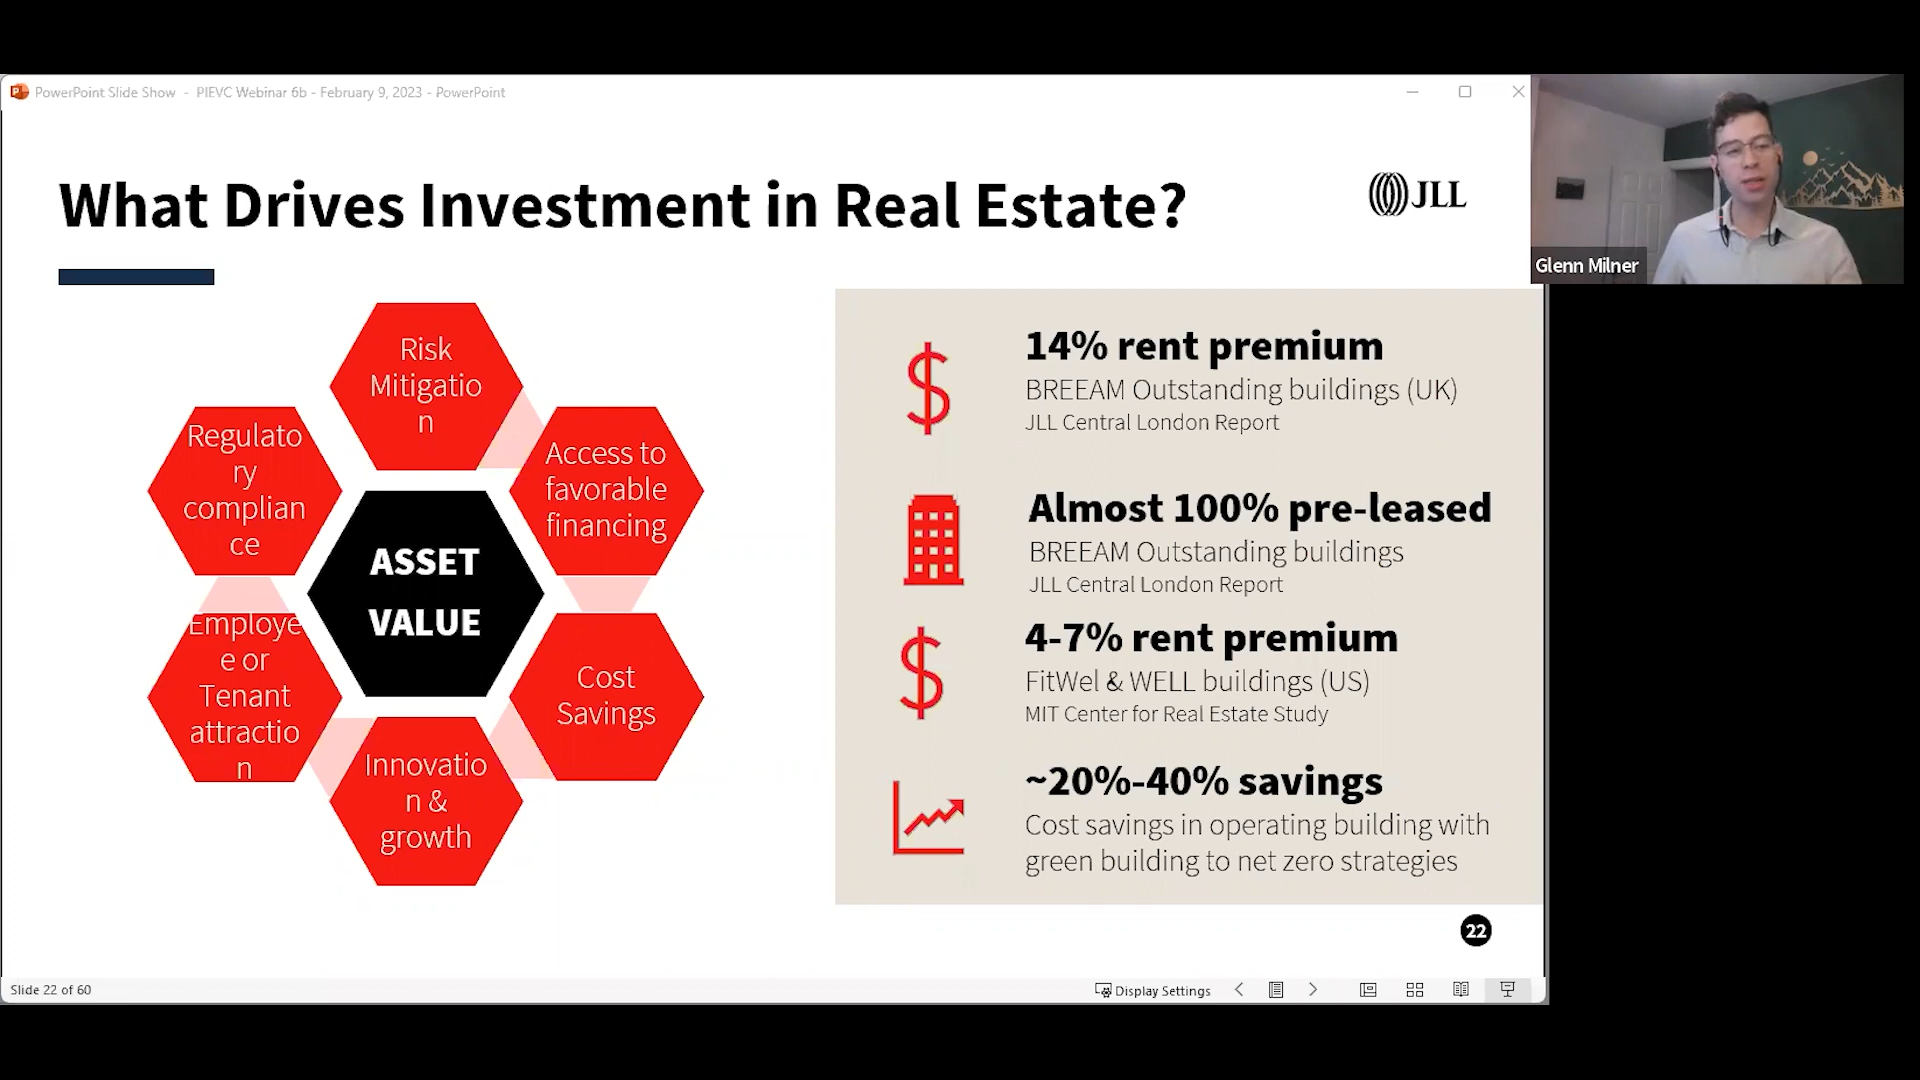 PowerPoint Slide Show - PIEVC Webinar 6b - February 9, 2023 - PowerPoint
What Drives Investment in Real Estate?
JLL
Glenn Milner
Risk
Mitigatio
n
Access to
favorable
financing
Cost
Savings
Innovatio
n &
growth
Employe
e or
Tenant
attractio
n
Regulato
ry
complian
ce
ASSET
VALUE
14% rent premium
BREEAM Outstanding buildings (UK)
JLL Central London Report
Almost 100% pre-leased
BREEAM Outstanding buildings
JLL Central London Report
4-7% rent premium
FitWel & WELL buildings (US)
MIT Center for Real Estate Study
~20%-40% savings
Cost savings in operating building with
green building to net zero strategies
22
Slide 22 of 60
Display Settings